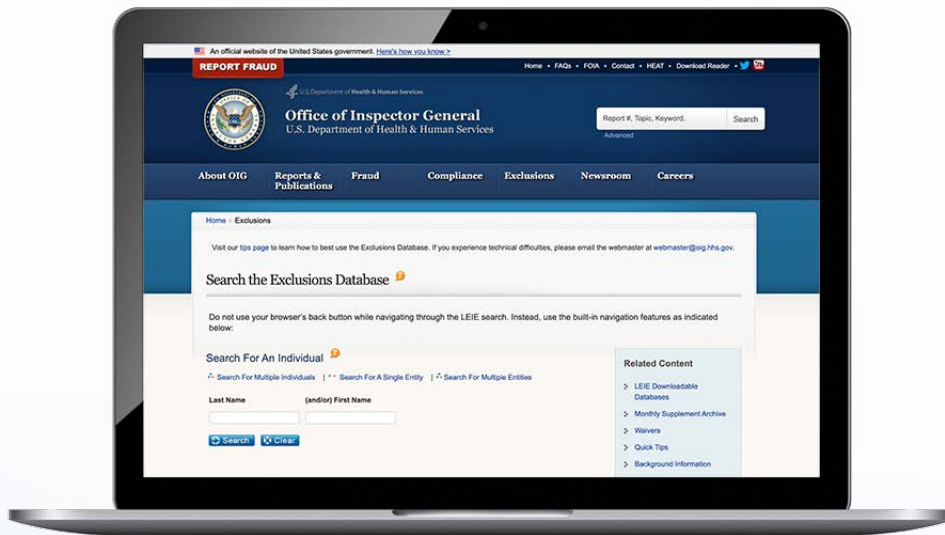 An official website of the United States government. Here's how you know >
REPORT FRAUD
Home • FAQs • FOIA • Contact • HEAT • Download Reader •
U.S. Department of Health & Human Services
Office of Inspector General
U.S. Department of Health & Human Services
Report #, Topic, Keyword..
Search
Advanced
About OIG
Reports &
Publications
Fraud
Compliance
Exclusions
Newsroom
Careers
Home > Exclusions
Visit our tips page to learn how to best use the Exclusions Database. If you experience technical difficulties, please email the webmaster at webmaster@oig.hhs.gov.
Search the Exclusions Database
Do not use your browser's back button while navigating through the LEIE search. Instead, use the built-in navigation features as indicated
below:
Search For An Individual
Search For Multiple Individuals | Search For A Single Entity | Search For Multiple Entities
Last Name
(and/or) First Name
Search
Clear
Related Content
LEIE Downloadable
Databases
Monthly Supplement Archive
Waivers
Quick Tips
Background Information